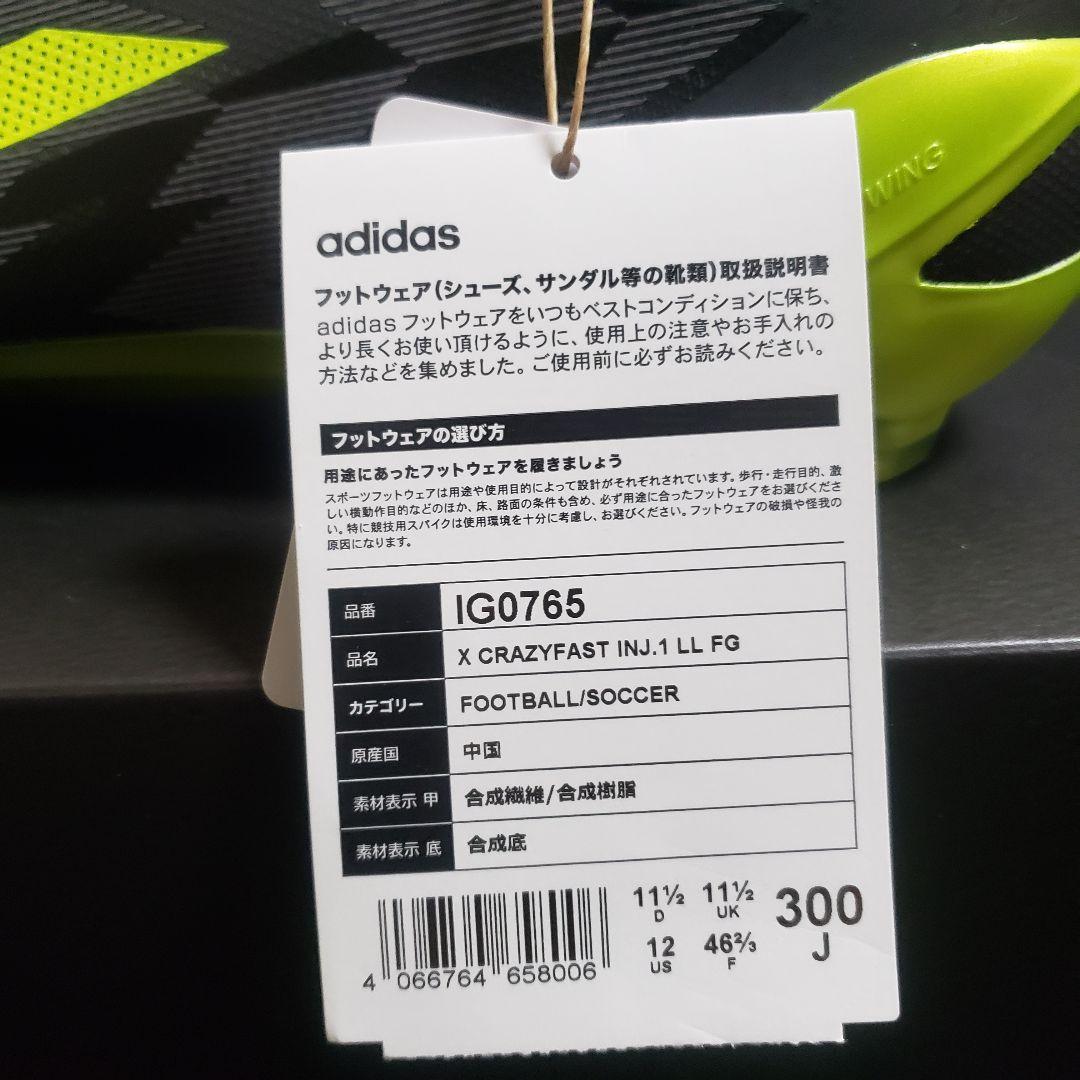 WING
adidas
フットウェア(シューズ、サンダル等の靴類)取扱説明書
adidas フットウェアをいつもベストコンディションに保ち、
より長くお使い頂けるように、使用上の注意やお手入れの
方法などを集めました。ご使用前に必ずお読みください。
フットウェアの選び方
用途にあったフットウェアを履きましょう
スポーツフットウェアは用途や使用目的によって設計がそれぞれされています。歩行・走行目的、激
しい横動作目的などのほか、床、路面の条件も含め、必ず用途に合ったフットウェアをお選びくださ
い。特に競技用スパイクは使用環境を十分に考慮し、お選びください。フットウェアの破損や怪我の
原因になります。
品番 IG0765
品名 X CRAZYFAST INJ.1 LL FG
カテゴリー FOOTBALL/SOCCER
原産国 中国
素材表示 甲 合成繊維/合成樹脂
素材表示 底 合成底
11½ 11½ 300
D UK J
12 46⅔
US F
4 066764 658006